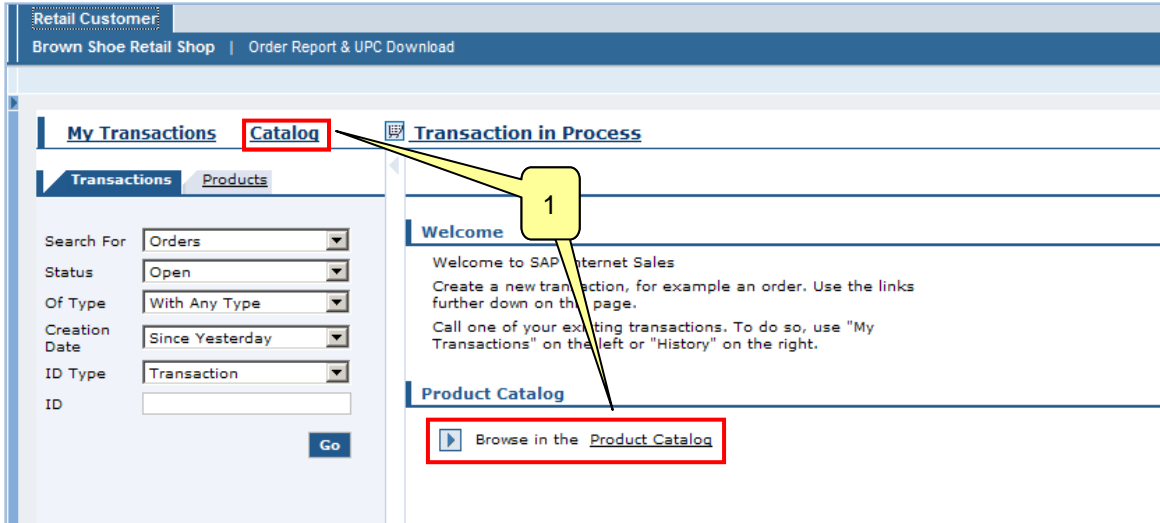 Retail Customer
Brown Shoe Retail Shop | Order Report & UPC Download
My Transactions Catalog Transaction in Process
Transactions Products
1
Search For Orders
Status Open
Of Type With Any Type
Creation Date Since Yesterday
ID Type Transaction
ID
Go
Welcome
Welcome to SAP Internet Sales
Create a new transaction, for example an order. Use the links
further down on this page.
Call one of your existing transactions. To do so, use "My
Transactions" on the left or "History" on the right.
Product Catalog
Browse in the Product Catalog